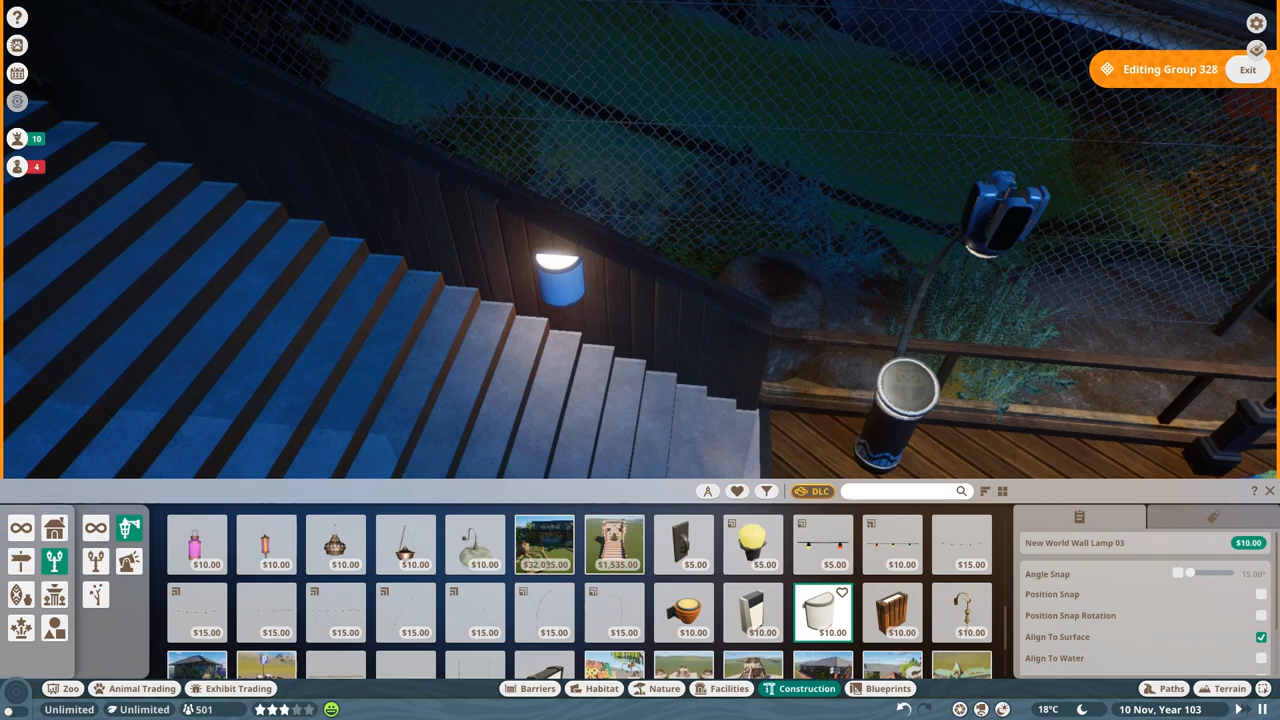 Editing Group 328 Exit
10
4
DLC
$10.00 $10.00 $10.00 $10.00 $10.00 $32,035.00 $1,535.00 $5.00 $5.00 $5.00 $10.00 $15.00
$15.00 $15.00 $15.00 $15.00 $15.00 $15.00 $15.00 $10.00 $10.00 $10.00 $10.00 $10.00
New World Wall Lamp 03 $10.00
Angle Snap 15.00°
Position Snap
Position Snap Rotation
Align To Surface
Align To Water
Zoo Animal Trading Exhibit Trading Barriers Habitat Nature Facilities Construction Blueprints Paths Terrain
Unlimited Unlimited 501 18°C 10 Nov, Year 103